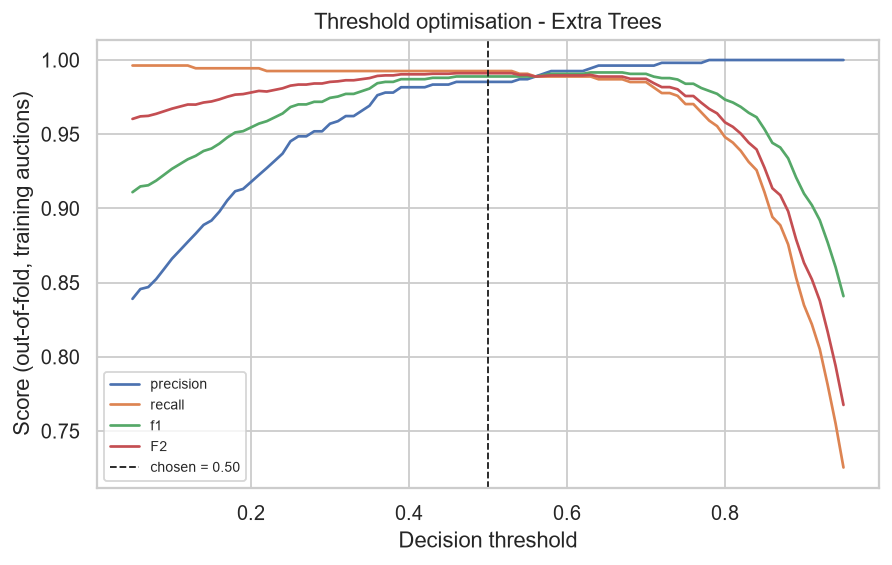 Threshold optimisation - Extra Trees
Score (out-of-fold, training auctions)
1.00
0.95
0.90
0.85
0.80
0.75
precision
recall
f1
F2
chosen = 0.50
0.2 0.4 0.6 0.8
Decision threshold